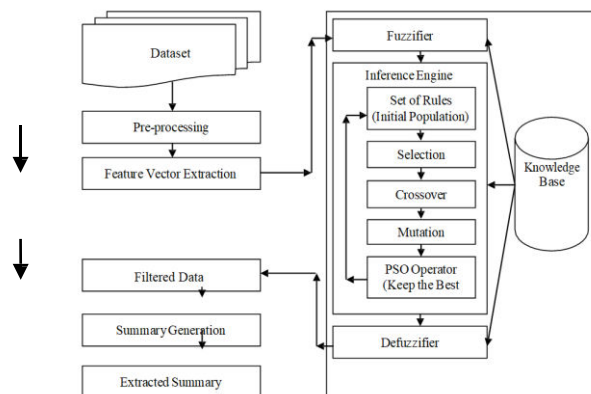 Dataset
Pre-processing
Feature Vector Extraction
Filtered Data
Summary Generation
Extracted Summary
Fuzzifier
Inference Engine
Set of Rules
(Initial Population)
Selection
Crossover
Mutation
PSO Operator
(Keep the Best
Defuzzifier
Knowledge
Base